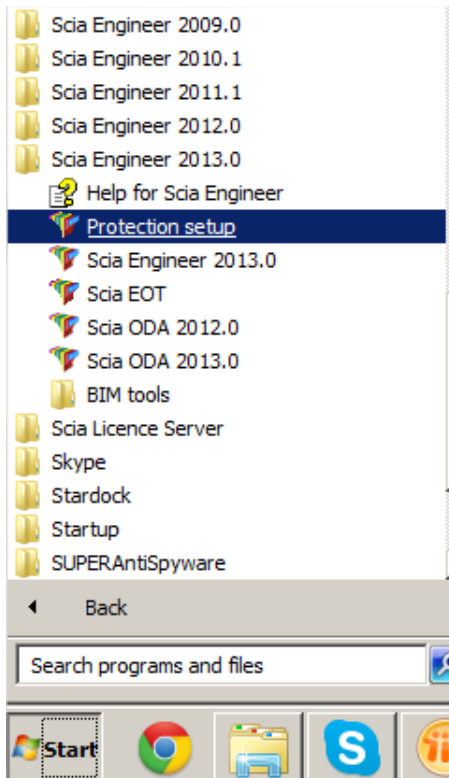 Scia Engineer 2009.0
Scia Engineer 2010.1
Scia Engineer 2011.1
Scia Engineer 2012.0
Scia Engineer 2013.0
Help for Scia Engineer
Protection setup
Scia Engineer 2013.0
Scia EOT
Scia ODA 2012.0
Scia ODA 2013.0
BIM tools
Scia Licence Server
Skype
Stardock
Startup
SUPERAntiSpyware
Back
Search programs and files
Start